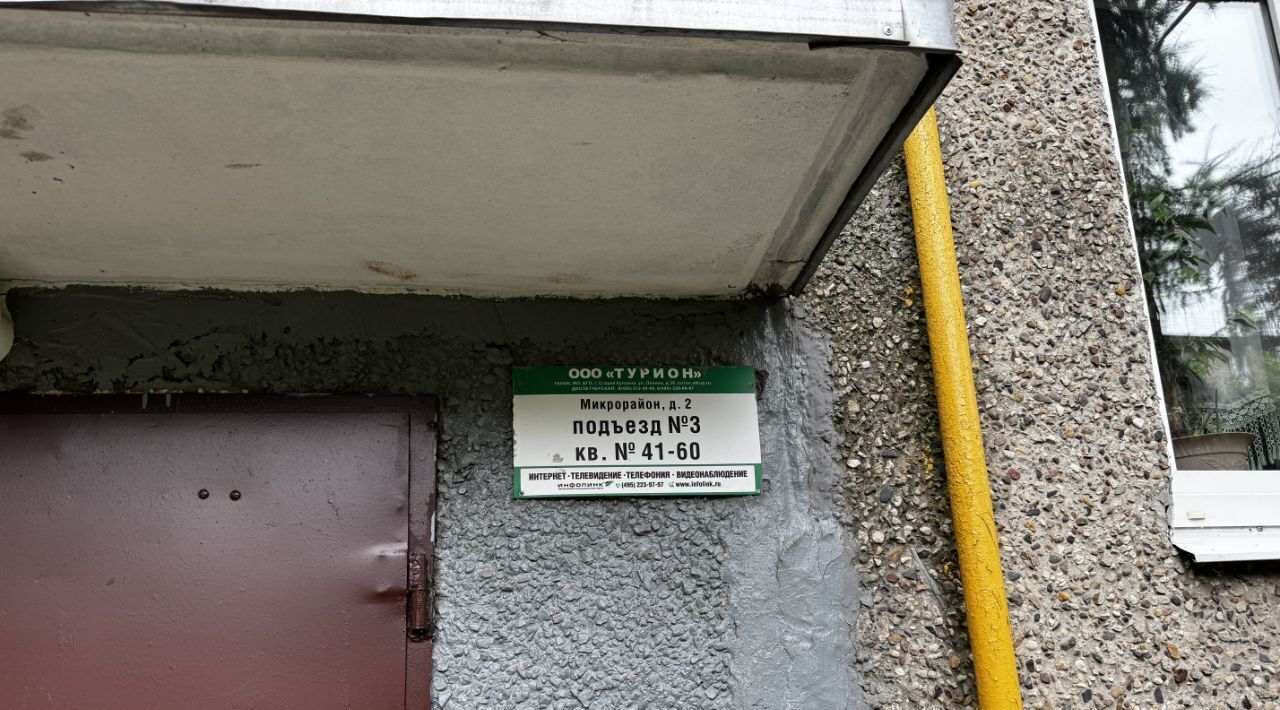 ООО «ТУРИОН»
Микрорайон, д. 2
подъезд №3
кв. № 41-60
ИНТЕРНЕТ · ТЕЛЕВИДЕНИЕ · ТЕЛЕФОНИЯ · ВИДЕОНАБЛЮДЕНИЕ
ИНФОЛИНК (495) 223-97-97 www.infolink.ru